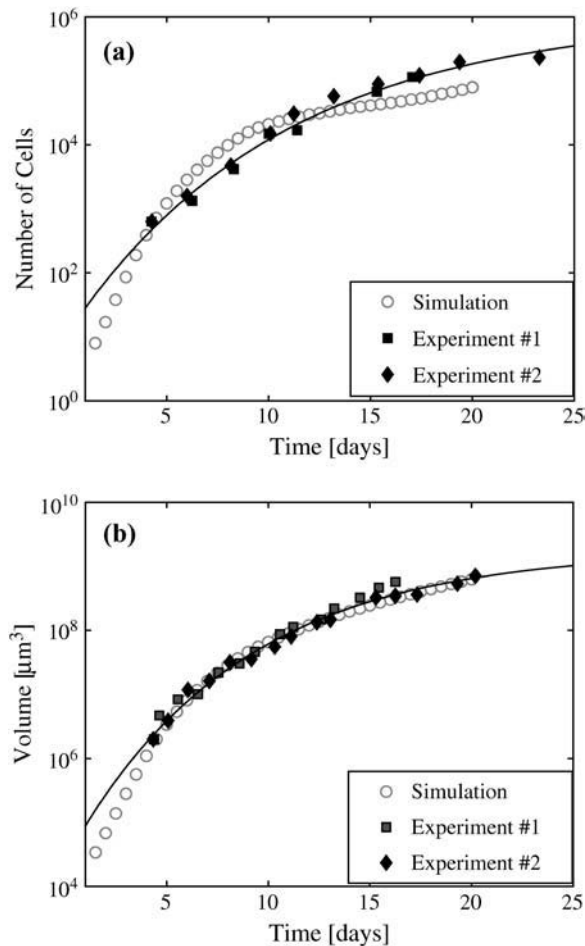 (a)
Number of Cells
10^6
10^4
10^2
10^0
Simulation
Experiment #1
Experiment #2
5 10 15 20 25
Time [days]
(b)
Volume [μm^3]
10^10
10^8
10^6
10^4
Simulation
Experiment #1
Experiment #2
5 10 15 20 25
Time [days]